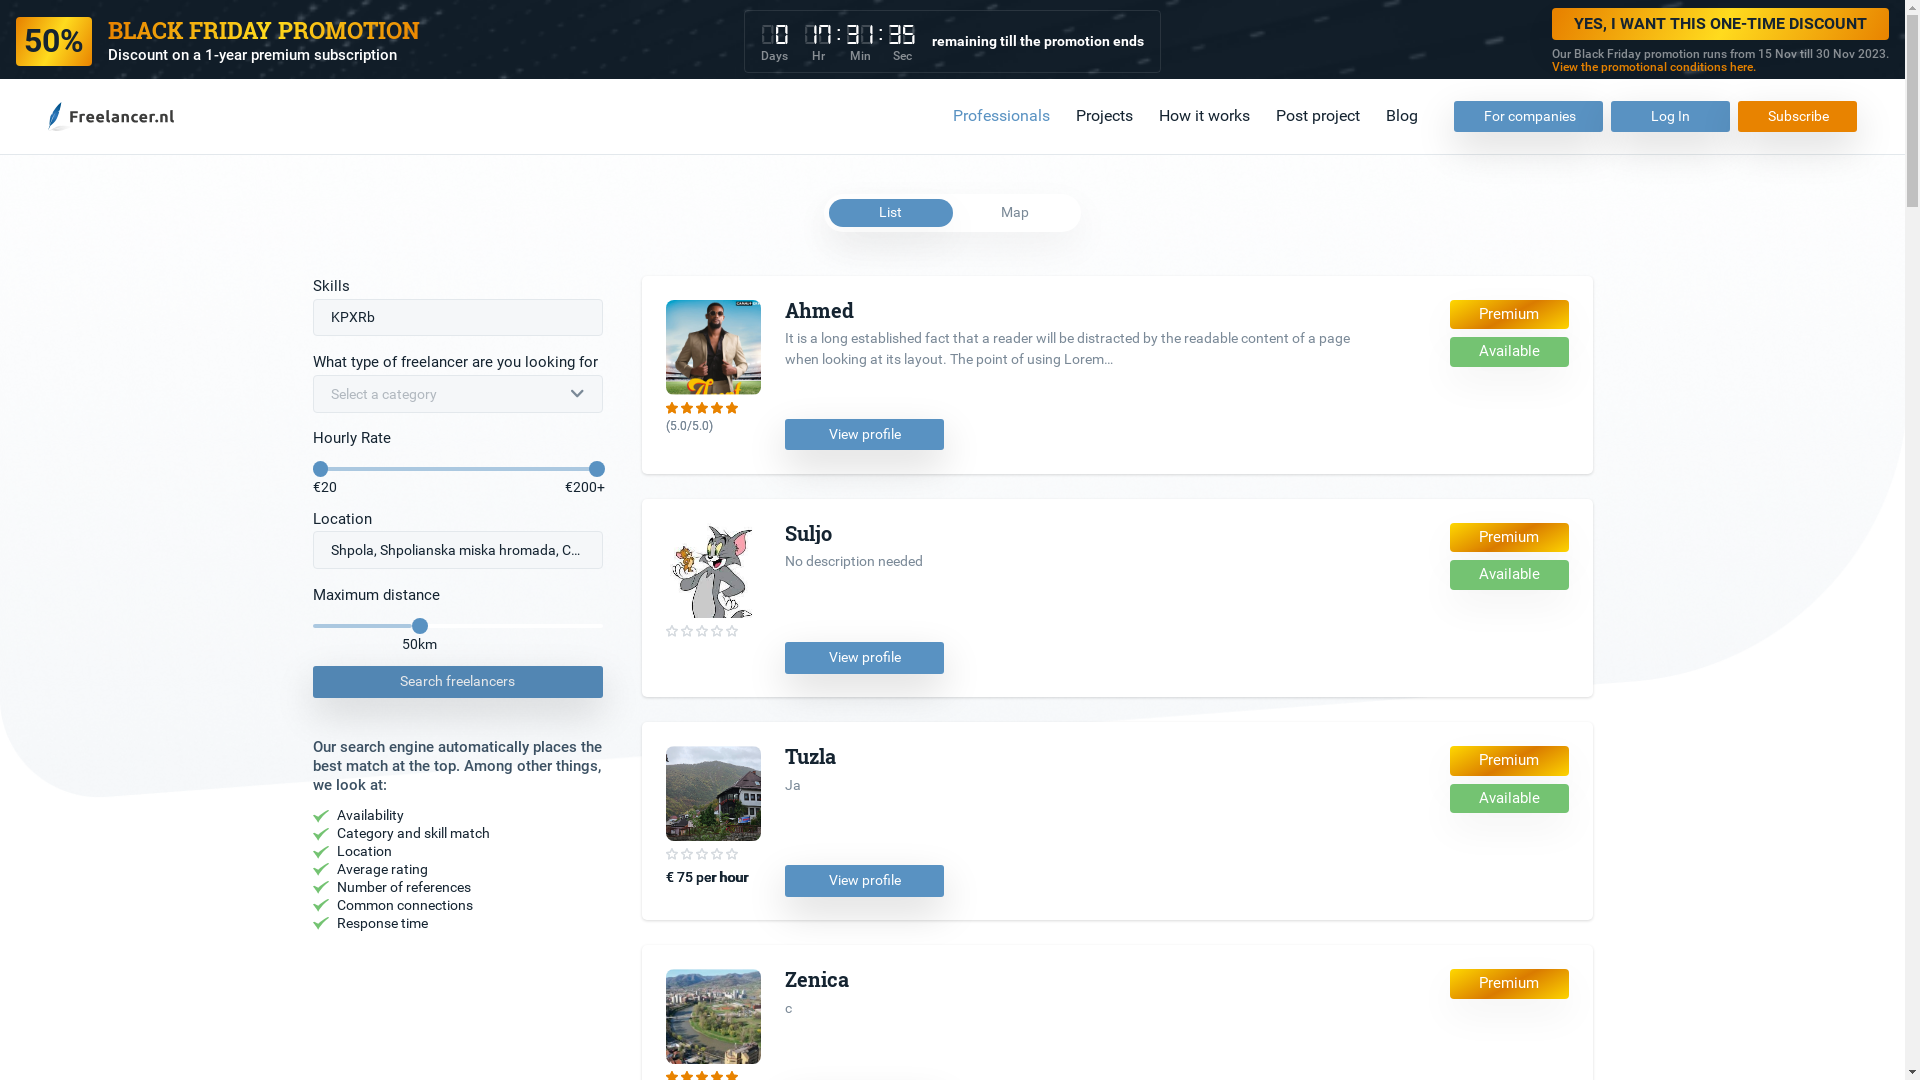 50%
BLACK FRIDAY PROMOTION
Discount on a 1-year premium subscription
0 17:31:35
Days Hr Min Sec
remaining till the promotion ends
YES, I WANT THIS ONE-TIME DISCOUNT
Our Black Friday promotion runs from 15 Nov till 30 Nov 2023.
View the promotional conditions here.
Freelancer.nl
Professionals Projects How it works Post project Blog For companies Log In Subscribe
List Map
Skills
KPXRb
What type of freelancer are you looking for
Select a category
Hourly Rate
€20 €200+
Location
Shpola, Shpolianska miska hromada, C...
Maximum distance
50km
Search freelancers
Our search engine automatically places the
best match at the top. Among other things,
we look at:
Availability
Category and skill match
Location
Average rating
Number of references
Common connections
Response time
Ahmed
It is a long established fact that a reader will be distracted by the readable content of a page
when looking at its layout. The point of using Lorem...
(5.0/5.0)
View profile
Premium
Available
Suljo
No description needed
View profile
Premium
Available
Tuzla
Ja
€ 75 per hour
View profile
Premium
Available
Zenica
c
Premium